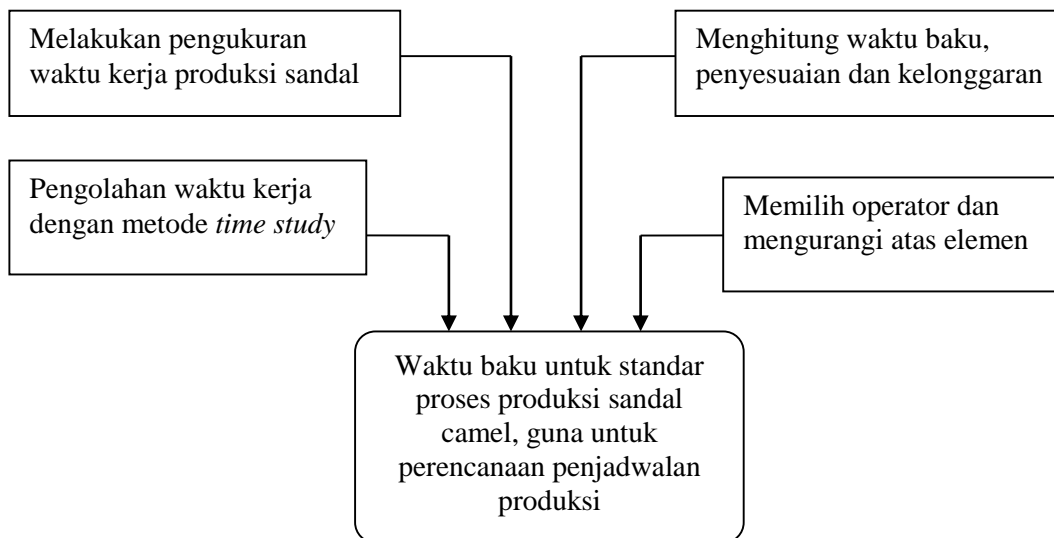 Melakukan pengukuran
waktu kerja produksi sandal
Menghitung waktu baku,
penyesuaian dan kelonggaran
Pengolahan waktu kerja
dengan metode time study
Memilih operator dan
mengurangi atas elemen
Waktu baku untuk standar
proses produksi sandal
camel, guna untuk
perencanaan penjadwalan
produksi